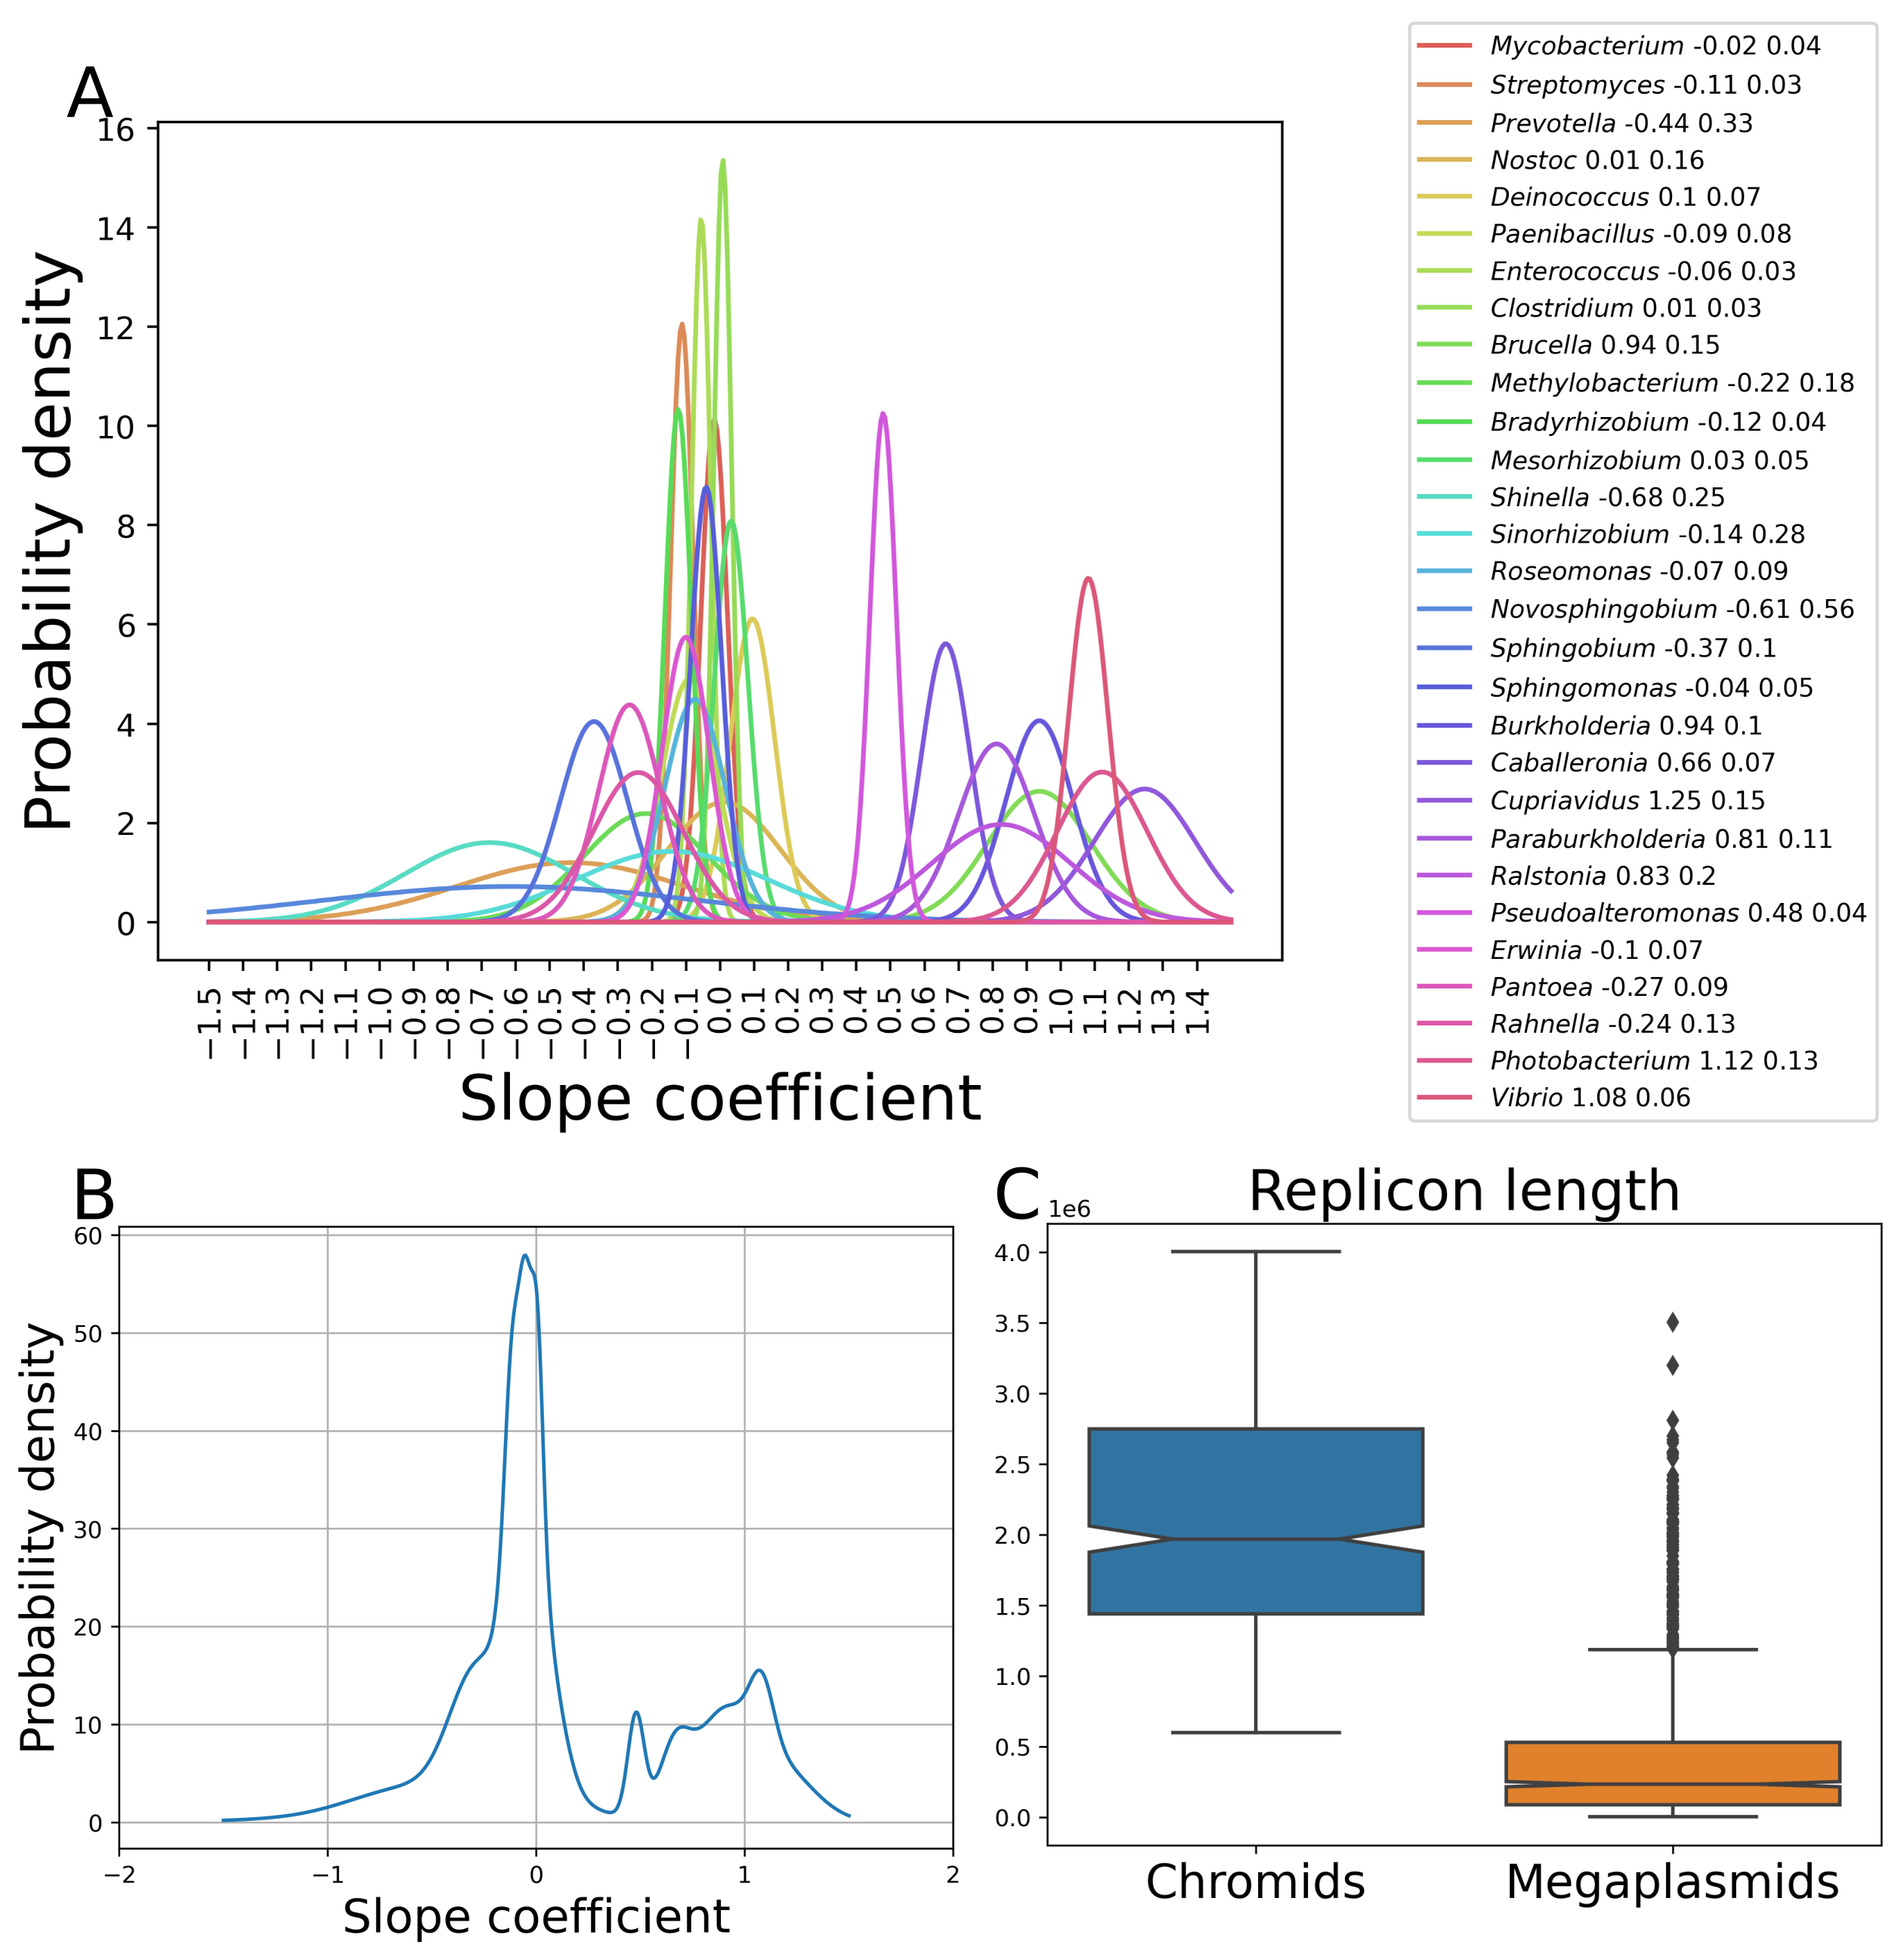 A
16
14
12
10
8
6
4
2
0
Probability density
−1.5
−1.4
−1.3
−1.2
−1.1
−1.0
−0.9
−0.8
−0.7
−0.6
−0.5
−0.4
−0.3
−0.2
−0.1
0.0
0.1
0.2
0.3
0.4
0.5
0.6
0.7
0.8
0.9
1.0
1.1
1.2
1.3
1.4
Slope coefficient
Mycobacterium -0.02 0.04
Streptomyces -0.11 0.03
Prevotella -0.44 0.33
Nostoc 0.01 0.16
Deinococcus 0.1 0.07
Paenibacillus -0.09 0.08
Enterococcus -0.06 0.03
Clostridium 0.01 0.03
Brucella 0.94 0.15
Methylobacterium -0.22 0.18
Bradyrhizobium -0.12 0.04
Mesorhizobium 0.03 0.05
Shinella -0.68 0.25
Sinorhizobium -0.14 0.28
Roseomonas -0.07 0.09
Novosphingobium -0.61 0.56
Sphingobium -0.37 0.1
Sphingomonas -0.04 0.05
Burkholderia 0.94 0.1
Caballeronia 0.66 0.07
Cupriavidus 1.25 0.15
Paraburkholderia 0.81 0.11
Ralstonia 0.83 0.2
Pseudoalteromonas 0.48 0.04
Erwinia -0.1 0.07
Pantoea -0.27 0.09
Rahnella -0.24 0.13
Photobacterium 1.12 0.13
Vibrio 1.08 0.06
B
60
50
40
30
20
10
0
Probability density
−2
−1
0
1
2
Slope coefficient
C
1e6
Replicon length
4.0
3.5
3.0
2.5
2.0
1.5
1.0
0.5
0.0
Chromids
Megaplasmids